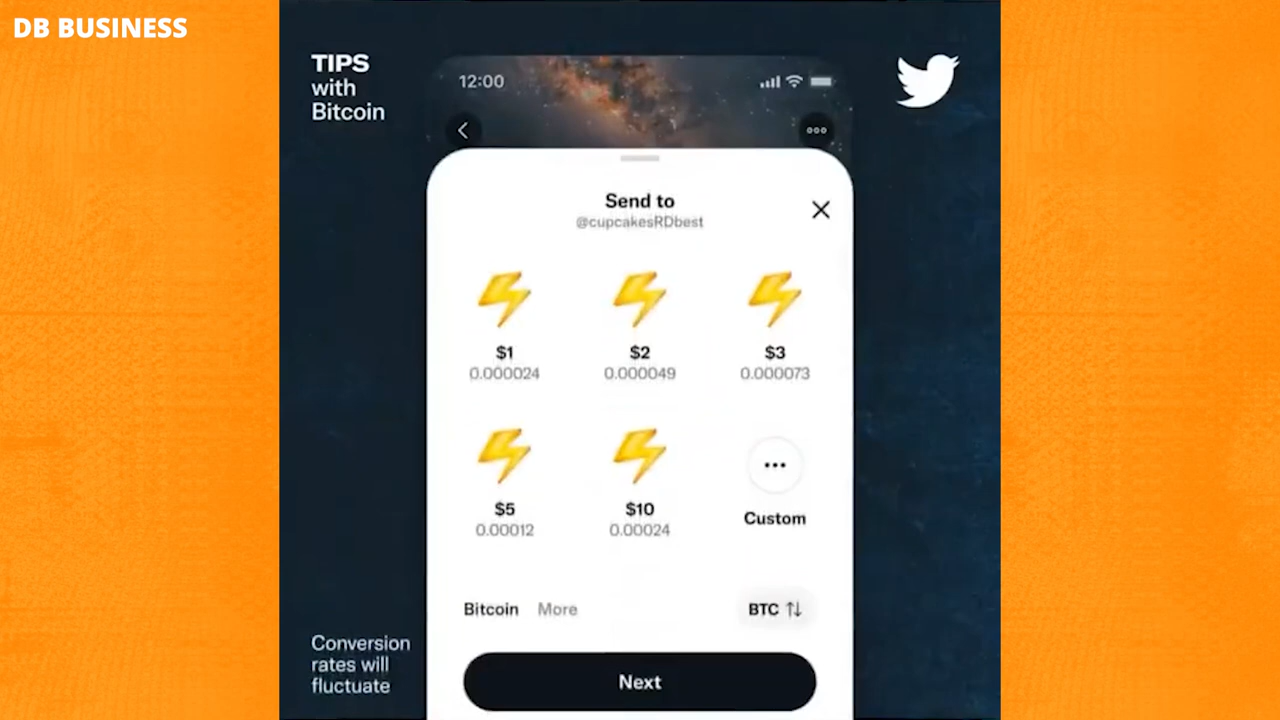 DB BUSINESS
TIPS
with
Bitcoin
12:00
Send to
@cupcakesRDbest
$1
0.000024
$2
0.000049
$3
0.000073
$5
0.00012
$10
0.00024
Custom
Bitcoin More
BTC
Next
Conversion
rates will
fluctuate